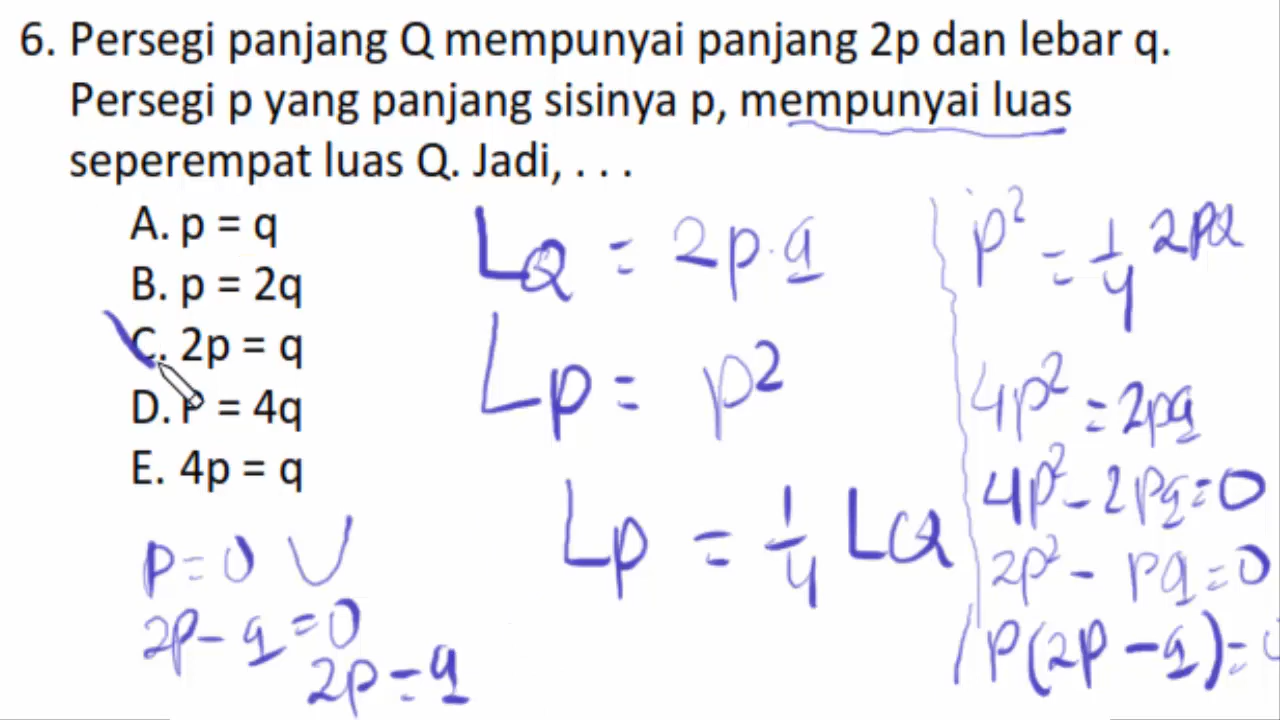 6. Persegi panjang Q mempunyai panjang 2p dan lebar q.
Persegi p yang panjang sisinya p, mempunyai luas
seperempat luas Q. Jadi, . . .
A. p = q
B. p = 2q
C. 2p = q
D. P = 4q
E. 4p = q
LQ = 2p.q
Lp = p²
Lp = 1/4 LQ
p² = 1/4 2pQ
4p² = 2pq
4p² - 2pq = 0
2p² - pq = 0
p(2p - q) = 0
p = 0 V
2p - q = 0
2p = q